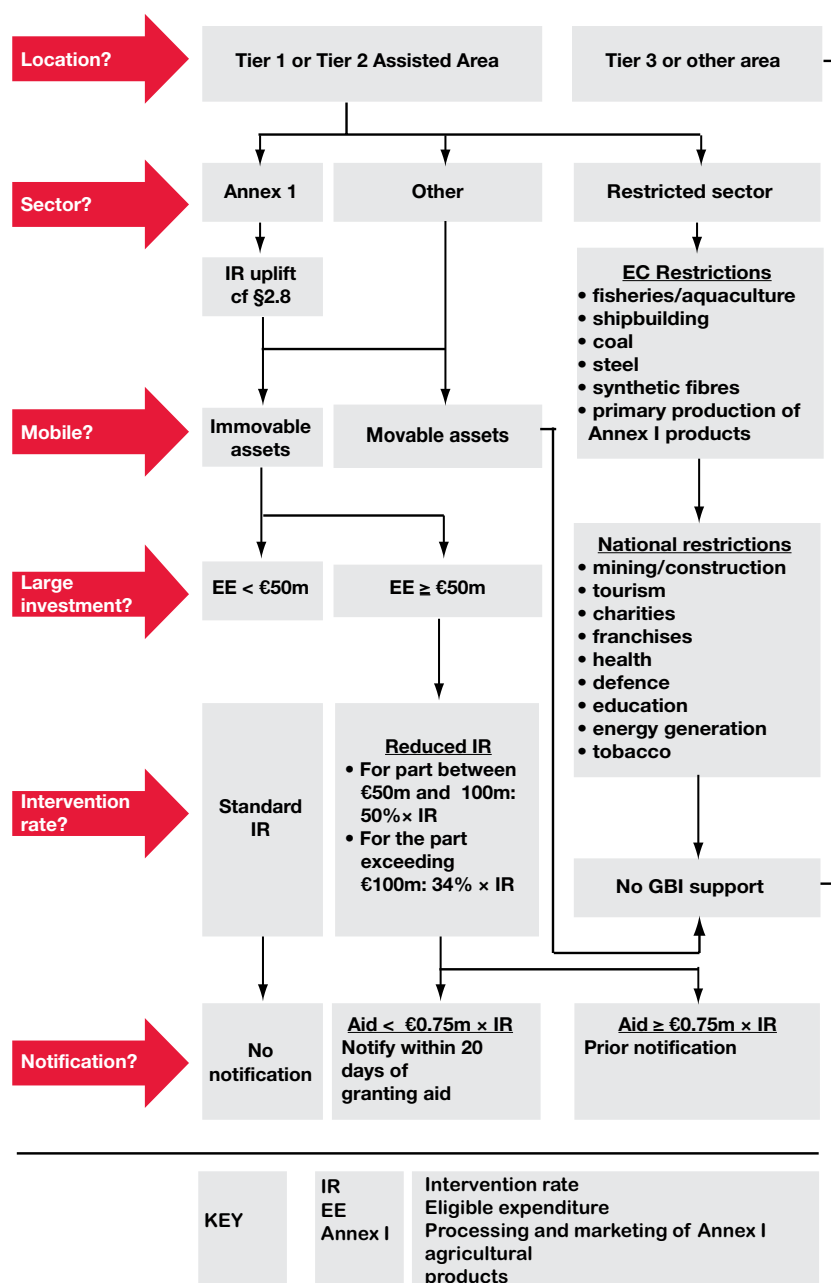 Location?
Tier 1 or Tier 2 Assisted Area
Tier 3 or other area
Sector?
Annex 1
Other
Restricted sector
IR uplift
cf §2.8
EC Restrictions
• fisheries/aquaculture
• shipbuilding
• coal
• steel
• synthetic fibres
• primary production of
Annex I products
Mobile?
Immovable
assets
Movable assets
National restrictions
• mining/construction
• tourism
• charities
• franchises
• health
• defence
• education
• energy generation
• tobacco
Large
investment?
EE < €50m
EE ≥ €50m
Intervention
rate?
Standard
IR
Reduced IR
• For part between
€50m and 100m:
50%× IR
• For the part
exceeding
€100m: 34% × IR
No GBI support
Notification?
No
notification
Aid < €0.75m × IR
Notify within 20
days of
granting aid
Aid ≥ €0.75m × IR
Prior notification
KEY
IR
EE
Annex I
Intervention rate
Eligible expenditure
Processing and marketing of Annex I
agricultural
products